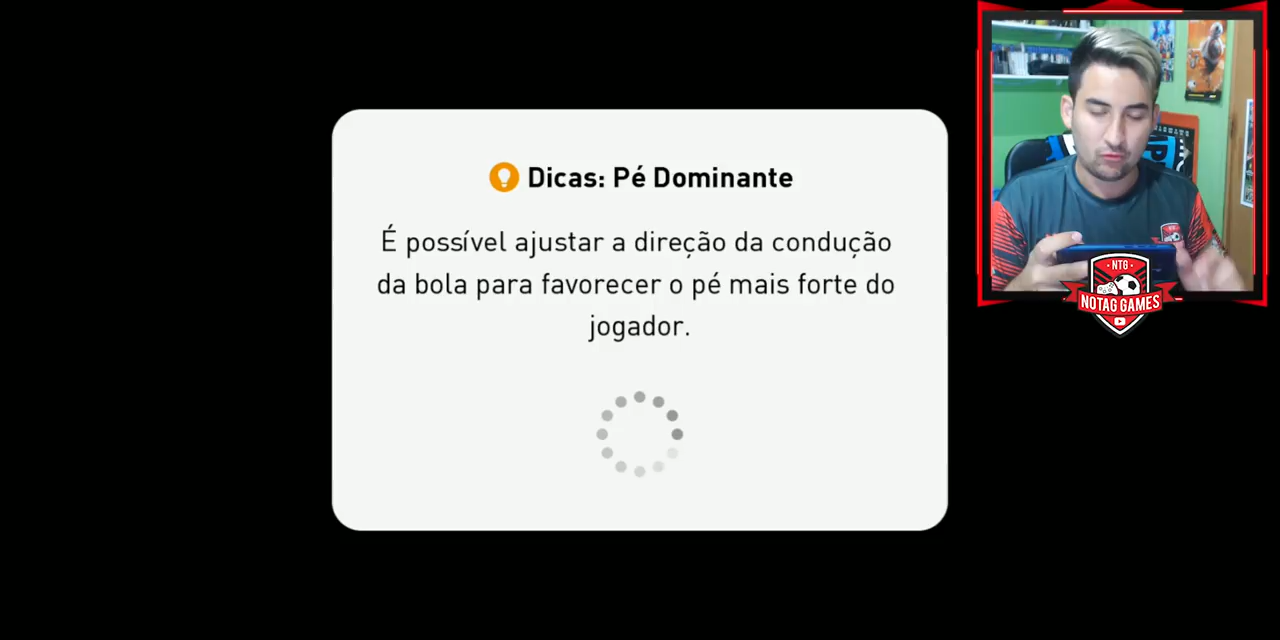 Dicas: Pé Dominante
É possível ajustar a direção da condução
da bola para favorecer o pé mais forte do
jogador.
NTG
NOTAG GAMES